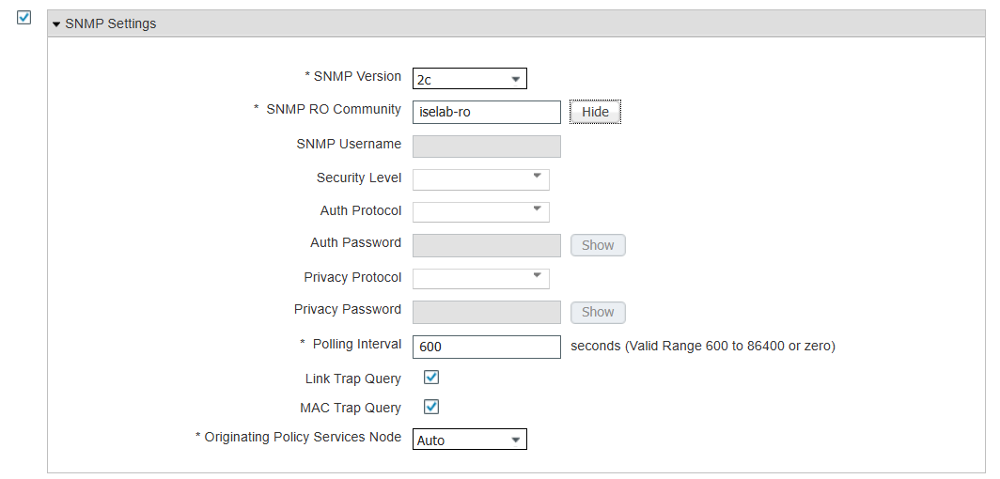 SNMP Settings
* SNMP Version 2c
* SNMP RO Community iselab-ro Hide
SNMP Username
Security Level
Auth Protocol
Auth Password Show
Privacy Protocol
Privacy Password Show
* Polling Interval 600 seconds (Valid Range 600 to 86400 or zero)
Link Trap Query
MAC Trap Query
* Originating Policy Services Node Auto